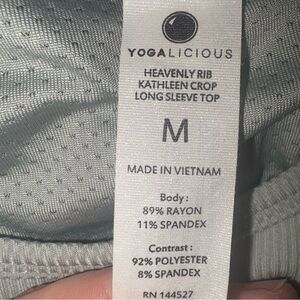 YOGALICIOUS
HEAVENLY RIB
KATHLEEN CROP
LONG SLEEVE TOP
M
MADE IN VIETNAM
Body :
89% RAYON
11% SPANDEX
Contrast :
92% POLYESTER
8% SPANDEX
RN 144527